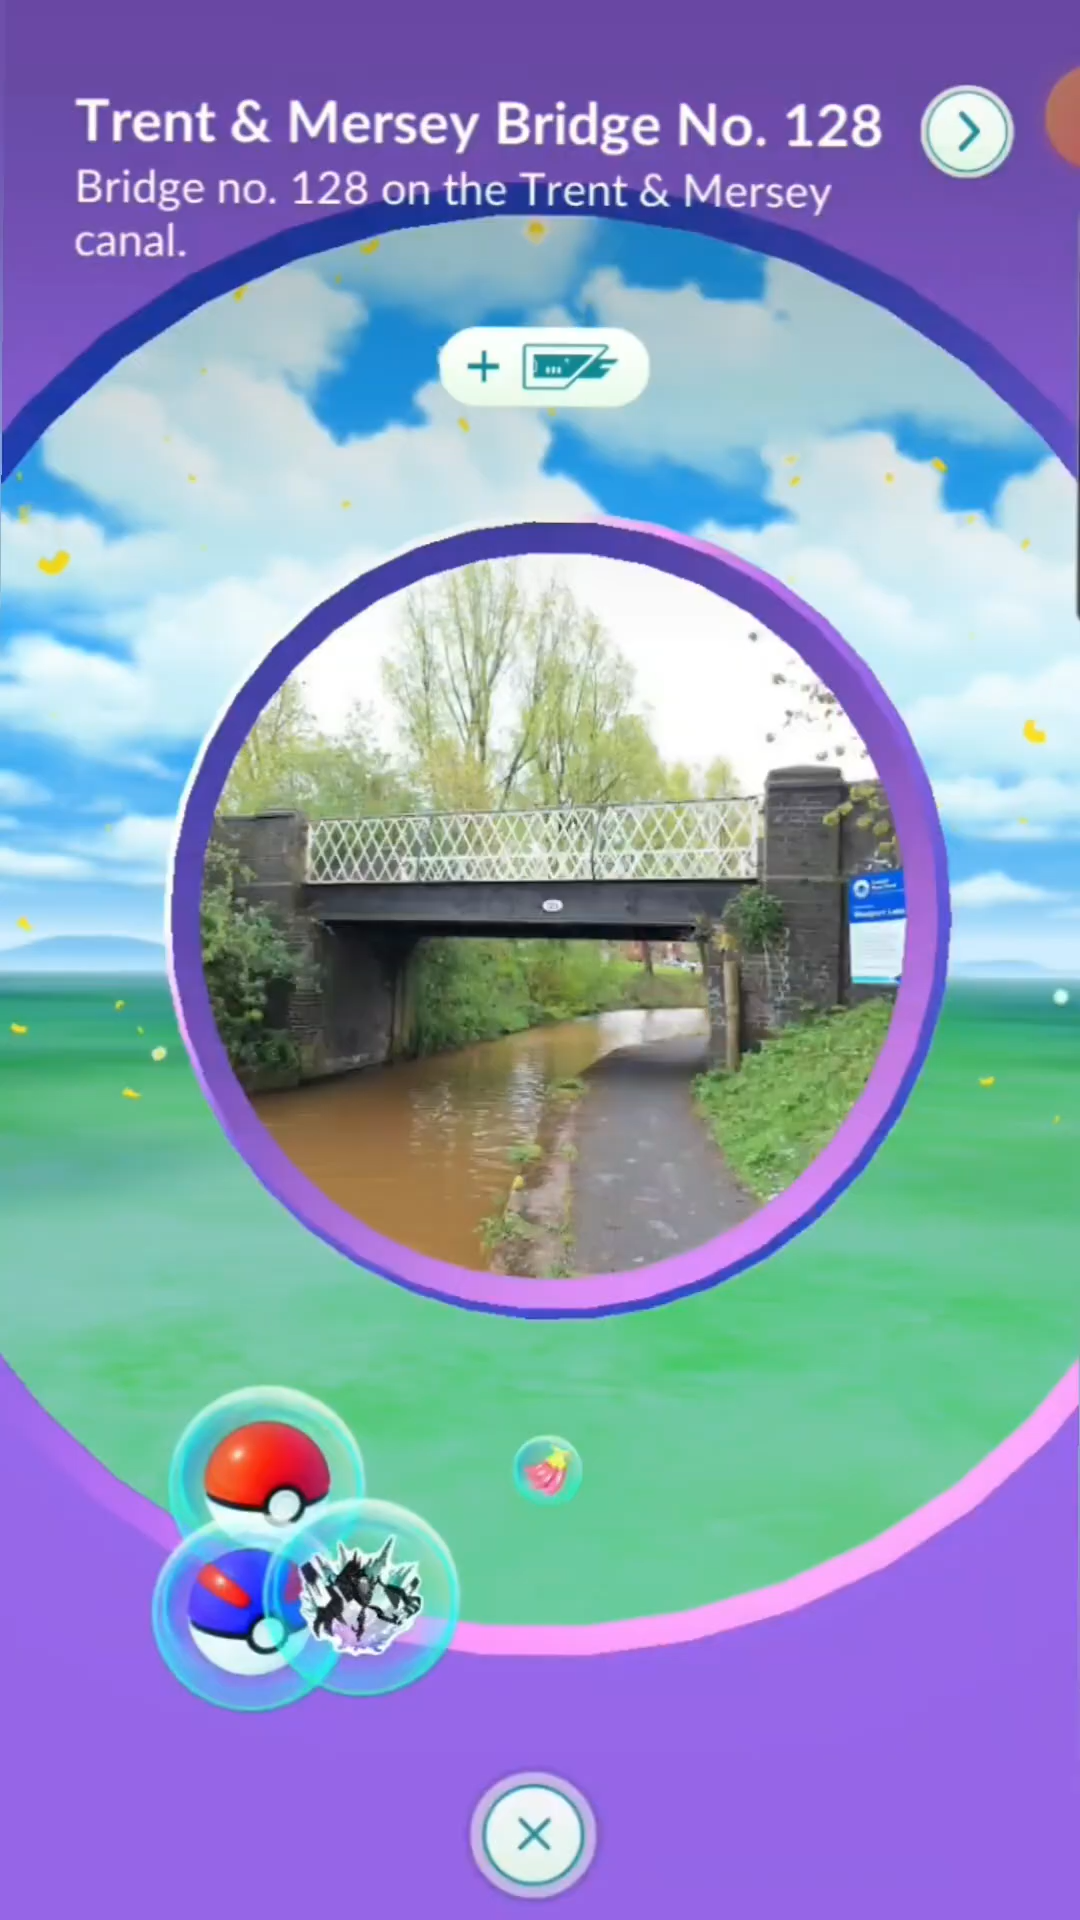 Trent & Mersey Bridge No. 128
Bridge no. 128 on the Trent & Mersey
canal.